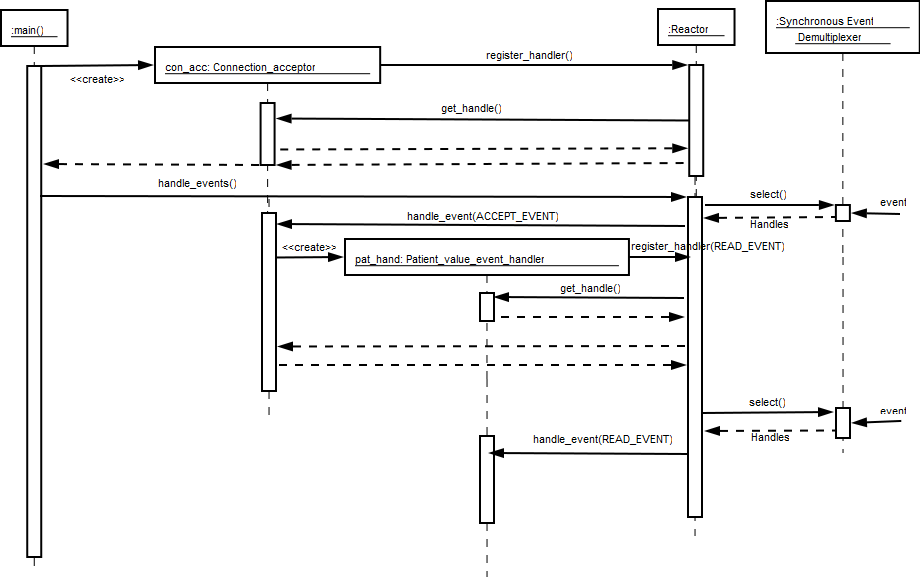 :main()
:Reactor
:Synchronous Event
Demultiplexer
con_acc: Connection_acceptor
register_handler()
<<create>>
get_handle()
handle_events()
select()
event
handle_event(ACCEPT_EVENT)
Handles
<<create>>
register_handler(READ_EVENT)
pat_hand: Patient_value_event_handler
get_handle()
select()
event
handle_event(READ_EVENT)
Handles